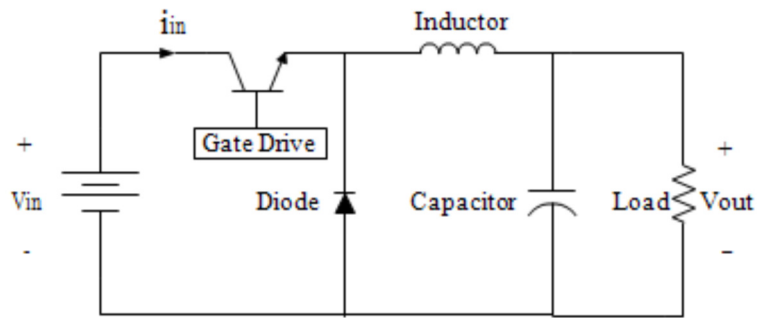 iin
Inductor
Gate Drive
+
Vin
-
Diode
Capacitor
Load
+
Vout
-